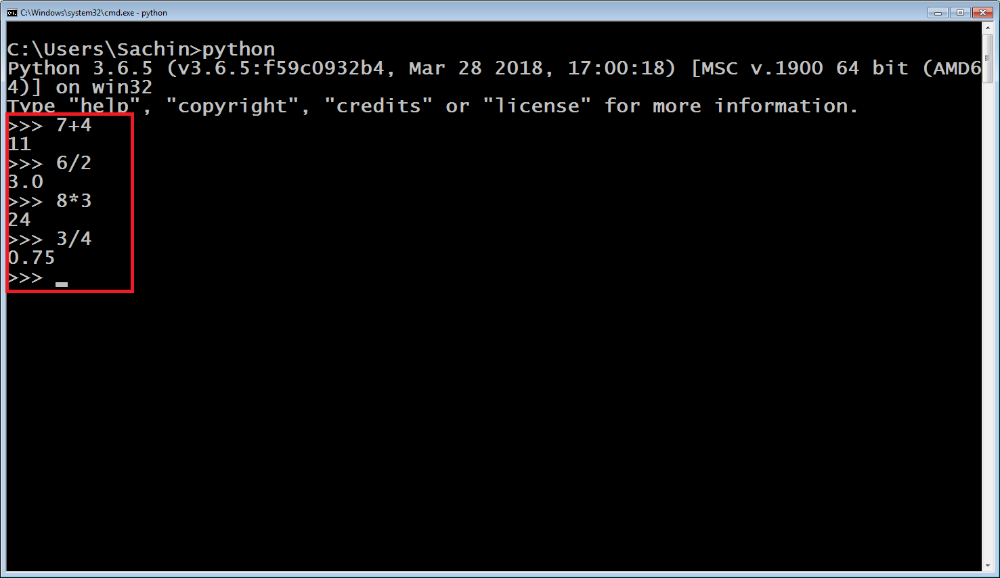 C:\Windows\system32\cmd.exe - python
C:\Users\Sachin>python
Python 3.6.5 (v3.6.5:f59c0932b4, Mar 28 2018, 17:00:18) [MSC v.1900 64 bit (AMD6
4)] on win32
Type "help", "copyright", "credits" or "license" for more information.
>>> 7+4
11
>>> 6/2
3.0
>>> 8*3
24
>>> 3/4
0.75
>>> _